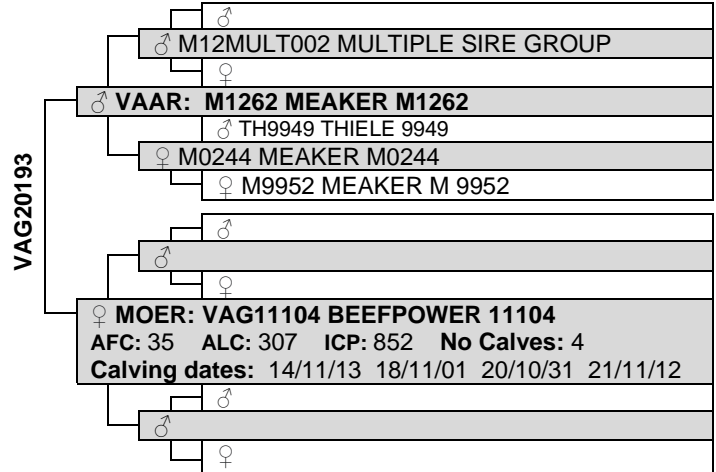 ♂
♂ M12MULT002 MULTIPLE SIRE GROUP
♀
♂ VAAR: M1262 MEAKER M1262
♂ TH9949 THIELE 9949
♀ M0244 MEAKER M0244
♀ M9952 MEAKER M 9952
VAG20193
♂
♂
♀
♀ MOER: VAG11104 BEEFPOWER 11104
AFC: 35 ALC: 307 ICP: 852 No Calves: 4
Calving dates: 14/11/13 18/11/01 20/10/31 21/11/12
♂
♂
♀